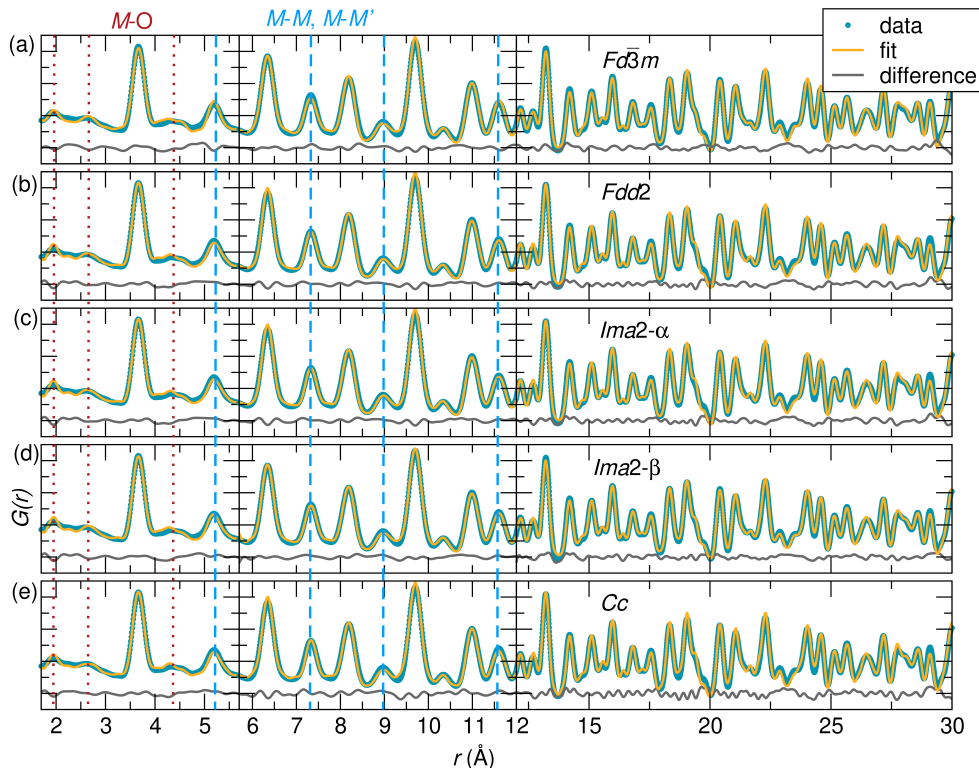 M-O
M-M, M-M'
data
fit
difference
(a)
Fd3̄m
(b)
Fdd2
(c)
Ima2-α
(d)
Ima2-β
(e)
Cc
G(r)
2 3 4 5 6 7 8 9 10 11 12 15 20 25 30
r (Å)